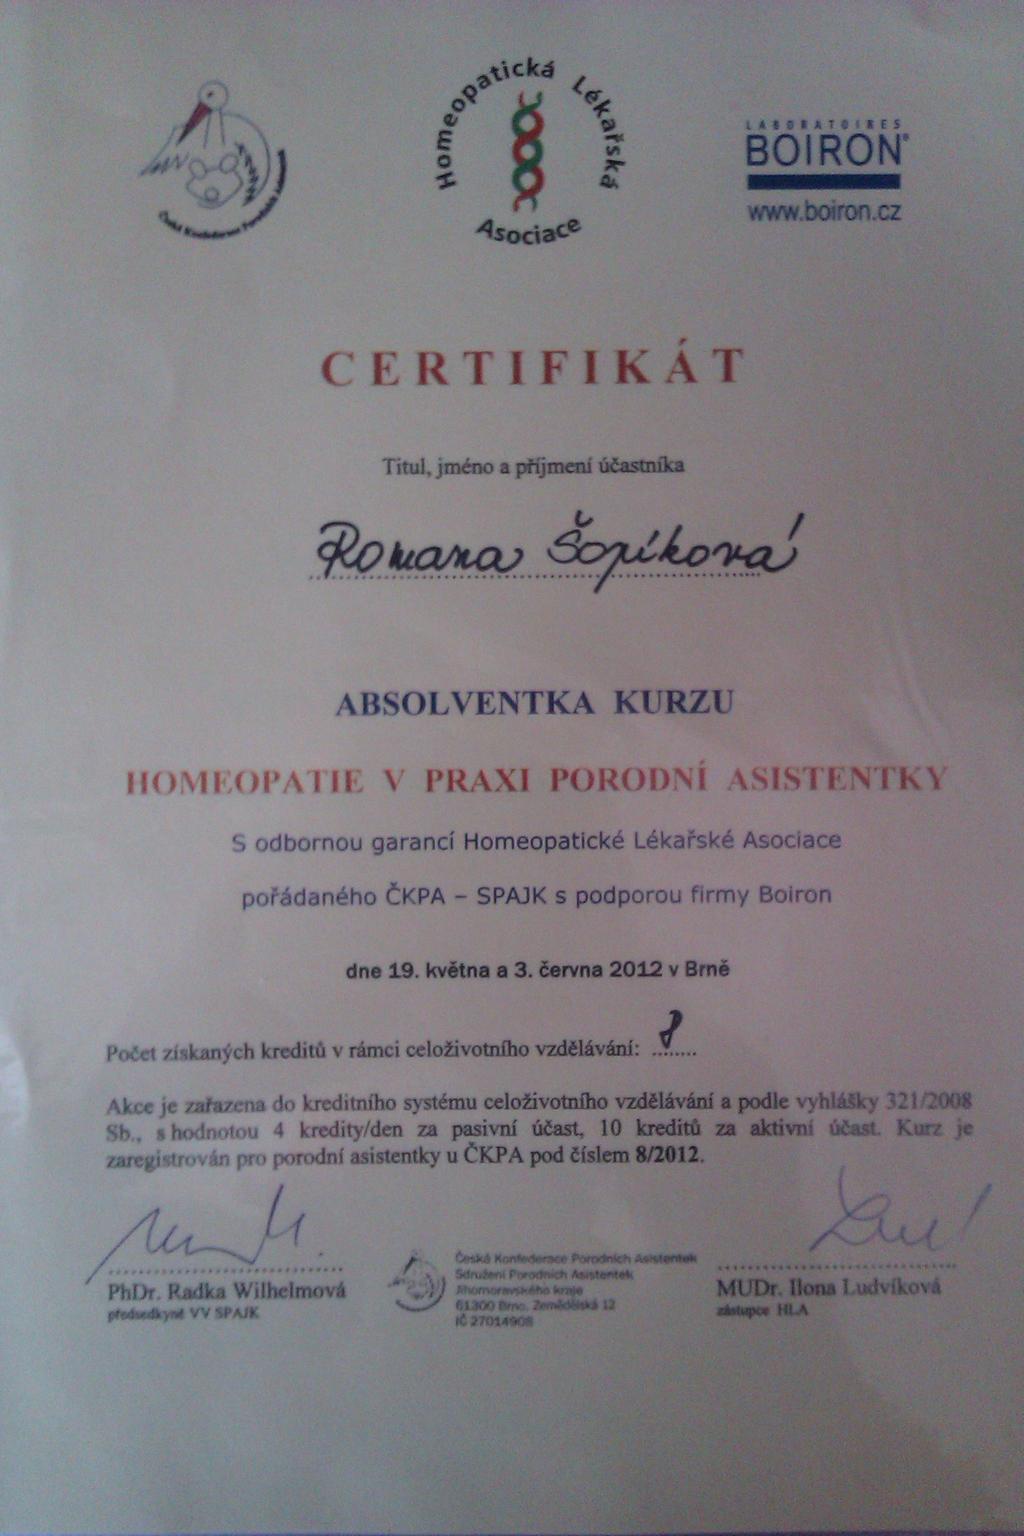 Česká Konfederace Porodních Asistentek
Homeopatická Lékařská
Asociace
LABORATOIRES
BOIRON®
www.boiron.cz
CERTIFIKÁT
Titul, jméno a příjmení účastníka
Romana Šopíková
ABSOLVENTKA KURZU
HOMEOPATIE V PRAXI PORODNÍ ASISTENTKY
S odbornou garancí Homeopatické Lékařské Asociace
pořádaného ČKPA – SPAJK s podporou firmy Boiron
dne 19. května a 3. června 2012 v Brně
Počet získaných kreditů v rámci celoživotního vzdělávání: 8
Akce je zařazena do kreditního systému celoživotního vzdělávání a podle vyhlášky 321/2008
Sb., s hodnotou 4 kredity/den za pasivní účast, 10 kreditů za aktivní účast. Kurz je
zaregistrován pro porodní asistentky u ČKPA pod číslem 8/2012.
PhDr. Radka Wilhelmová
předsedkyně VV SPAJK
Česká Konfederace Porodních Asistentek
Sdružení Porodních Asistentek
Jihomoravského kraje
61300 Brno, Zemědělská 12
IČ 27014908
MUDr. Ilona Ludvíková
zástupce HLA